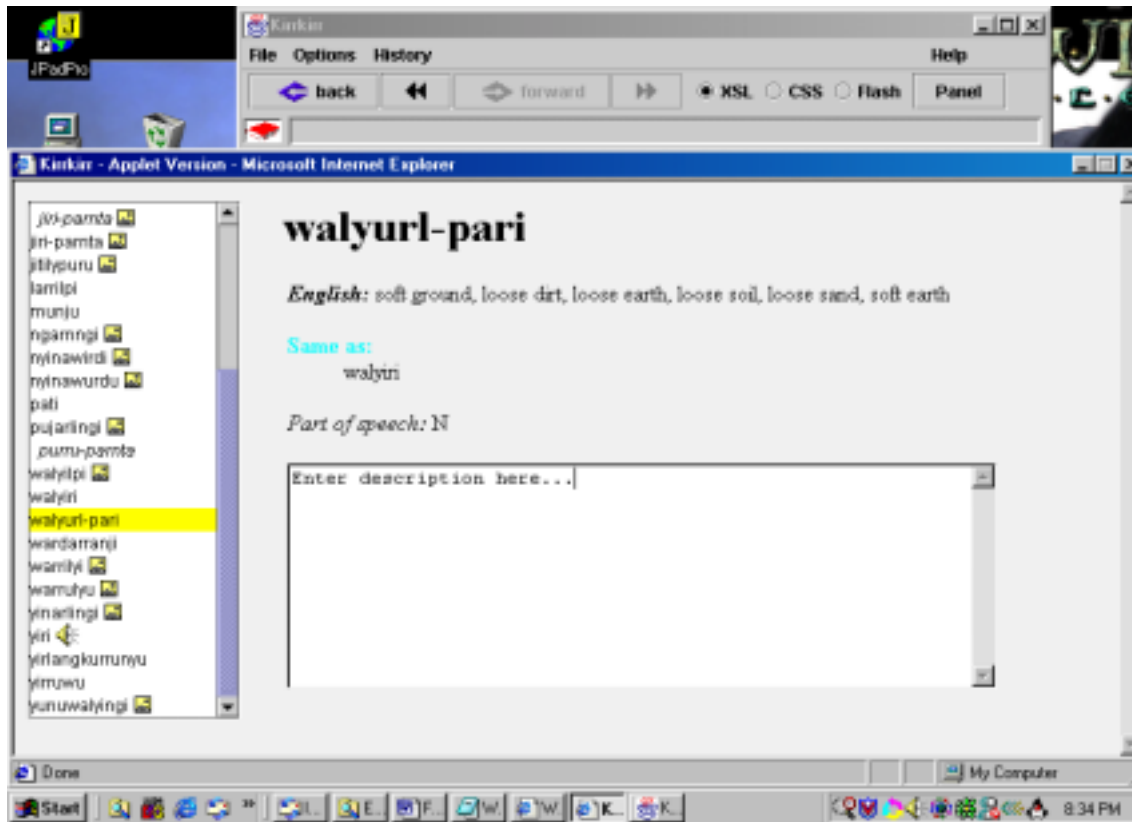 JPadPro
Kirrkirr
File Options History Help
back forward XSL CSS Flash Panel
Kirrkirr - Applet Version - Microsoft Internet Explorer
jiri-parnta
jiri-parnta
jitilypuru
larrilpi
munju
ngarnngi
nyinawirdi
nyinawurdu
pati
pujarlingi
purru-parnta
walyilpi
walyiri
walyurl-pari
wardarranji
warrilyi
warrulyu
yinarlingi
yiri
yirlangkurrunyu
yirruwu
yunuwalyingi
walyurl-pari
English: soft ground, loose dirt, loose earth, loose soil, loose sand, soft earth
Same as:
walyiri
Part of speech: N
Enter description here...
Done My Computer
Start I... E... F... W... W... K... K... 8:34 PM